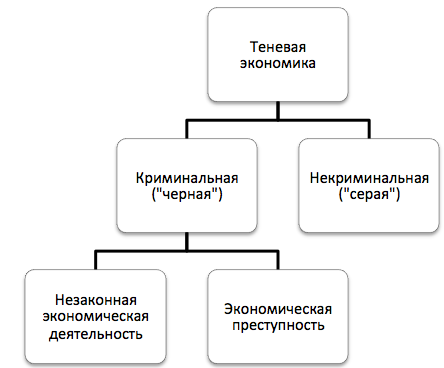 Теневая
экономика
Криминальная
("черная")
Некриминальная
("серая")
Незаконная
экономическая
деятельность
Экономическая
преступность